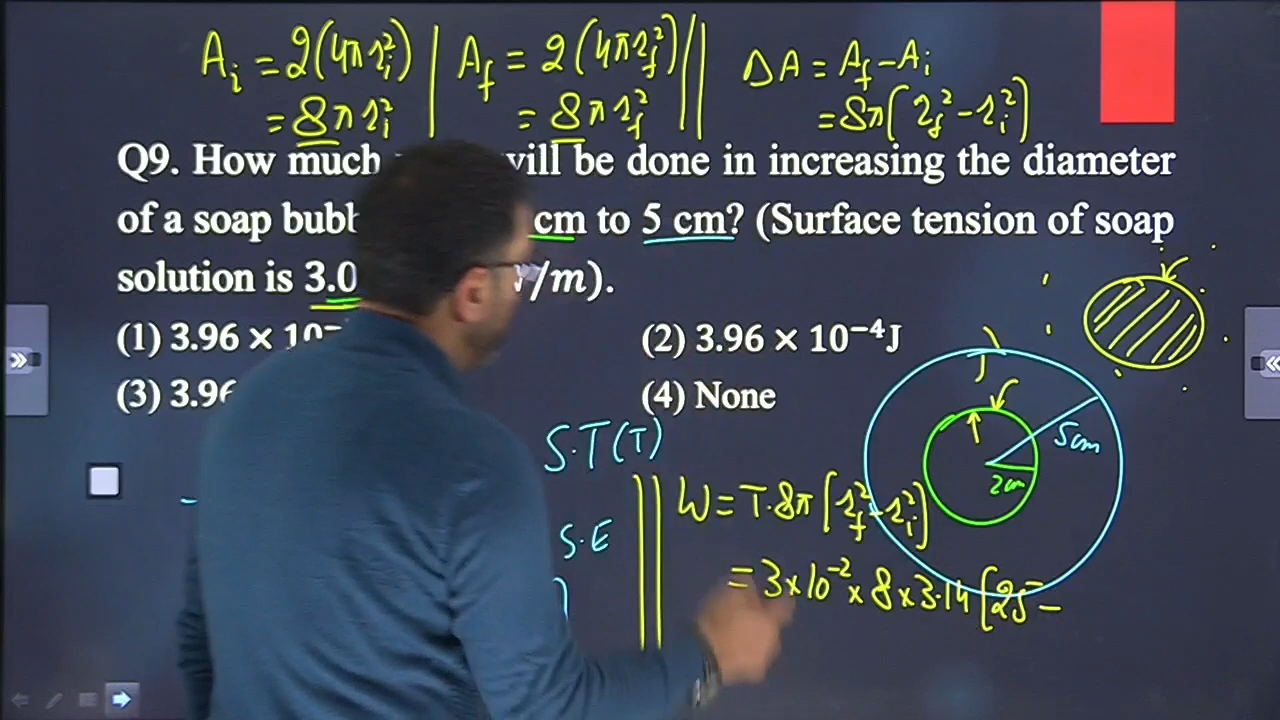 Aᵢ = 2(4πrᵢ²) | A_f = 2(4πr_f²) || ΔA = A_f − Aᵢ
= 8πrᵢ² | = 8πr_f² || = 8π[r_f² − rᵢ²]
Q9. How much will be done in increasing the diameter
of a soap cm to 5 cm? (Surface tension of soap
solution is 3.0 /m).
(1) 3.96 × 10⁻
(2) 3.96 × 10⁻⁴J
(3) 3.96
(4) None
S.T(T)
5cm
2cm
W = T.8π[r_f² − rᵢ²]
S.E
= 3×10⁻² × 8 × 3.14 [25 −